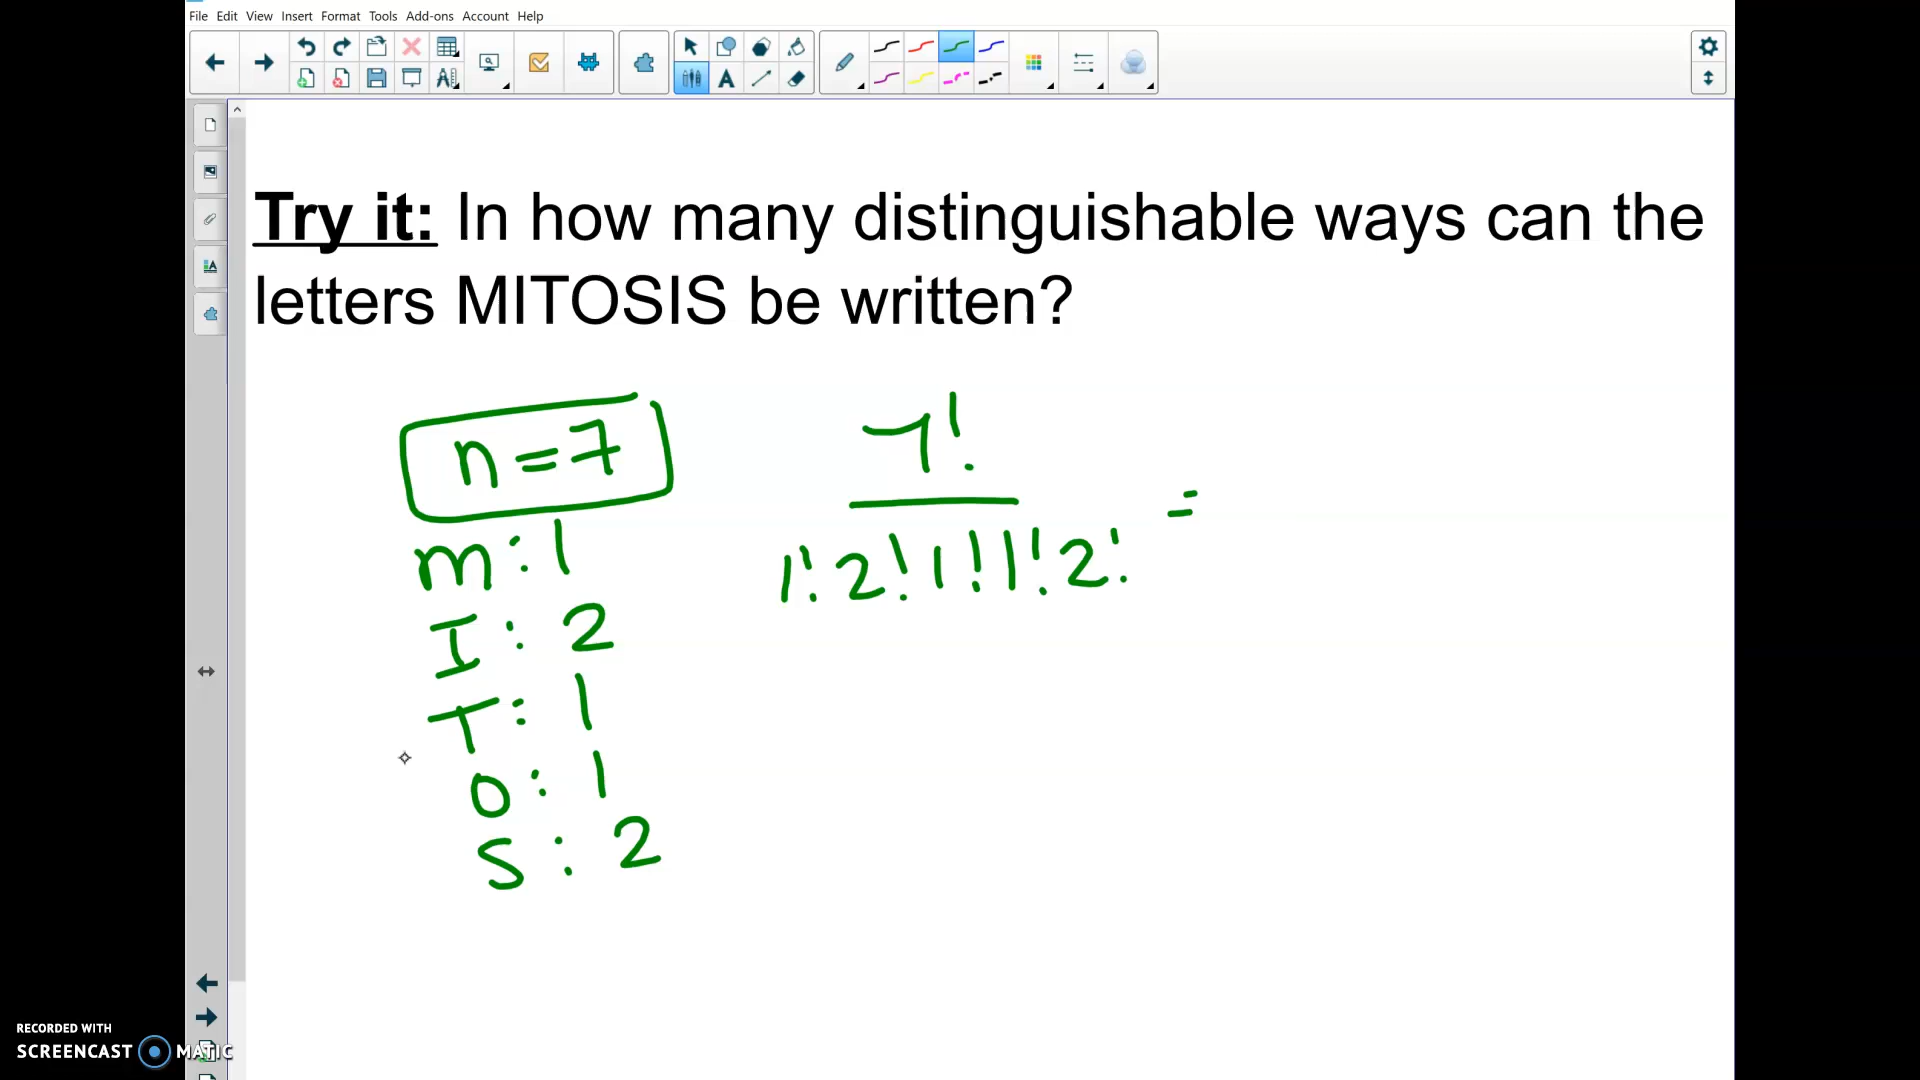 File Edit View Insert Format Tools Add-ons Account Help
Try it: In how many distinguishable ways can the
letters MITOSIS be written?
n=7
7!
1!2!1!1!2!
=
m:1
I:2
T:1
O:1
S:2
RECORDED WITH
SCREENCAST MATIC